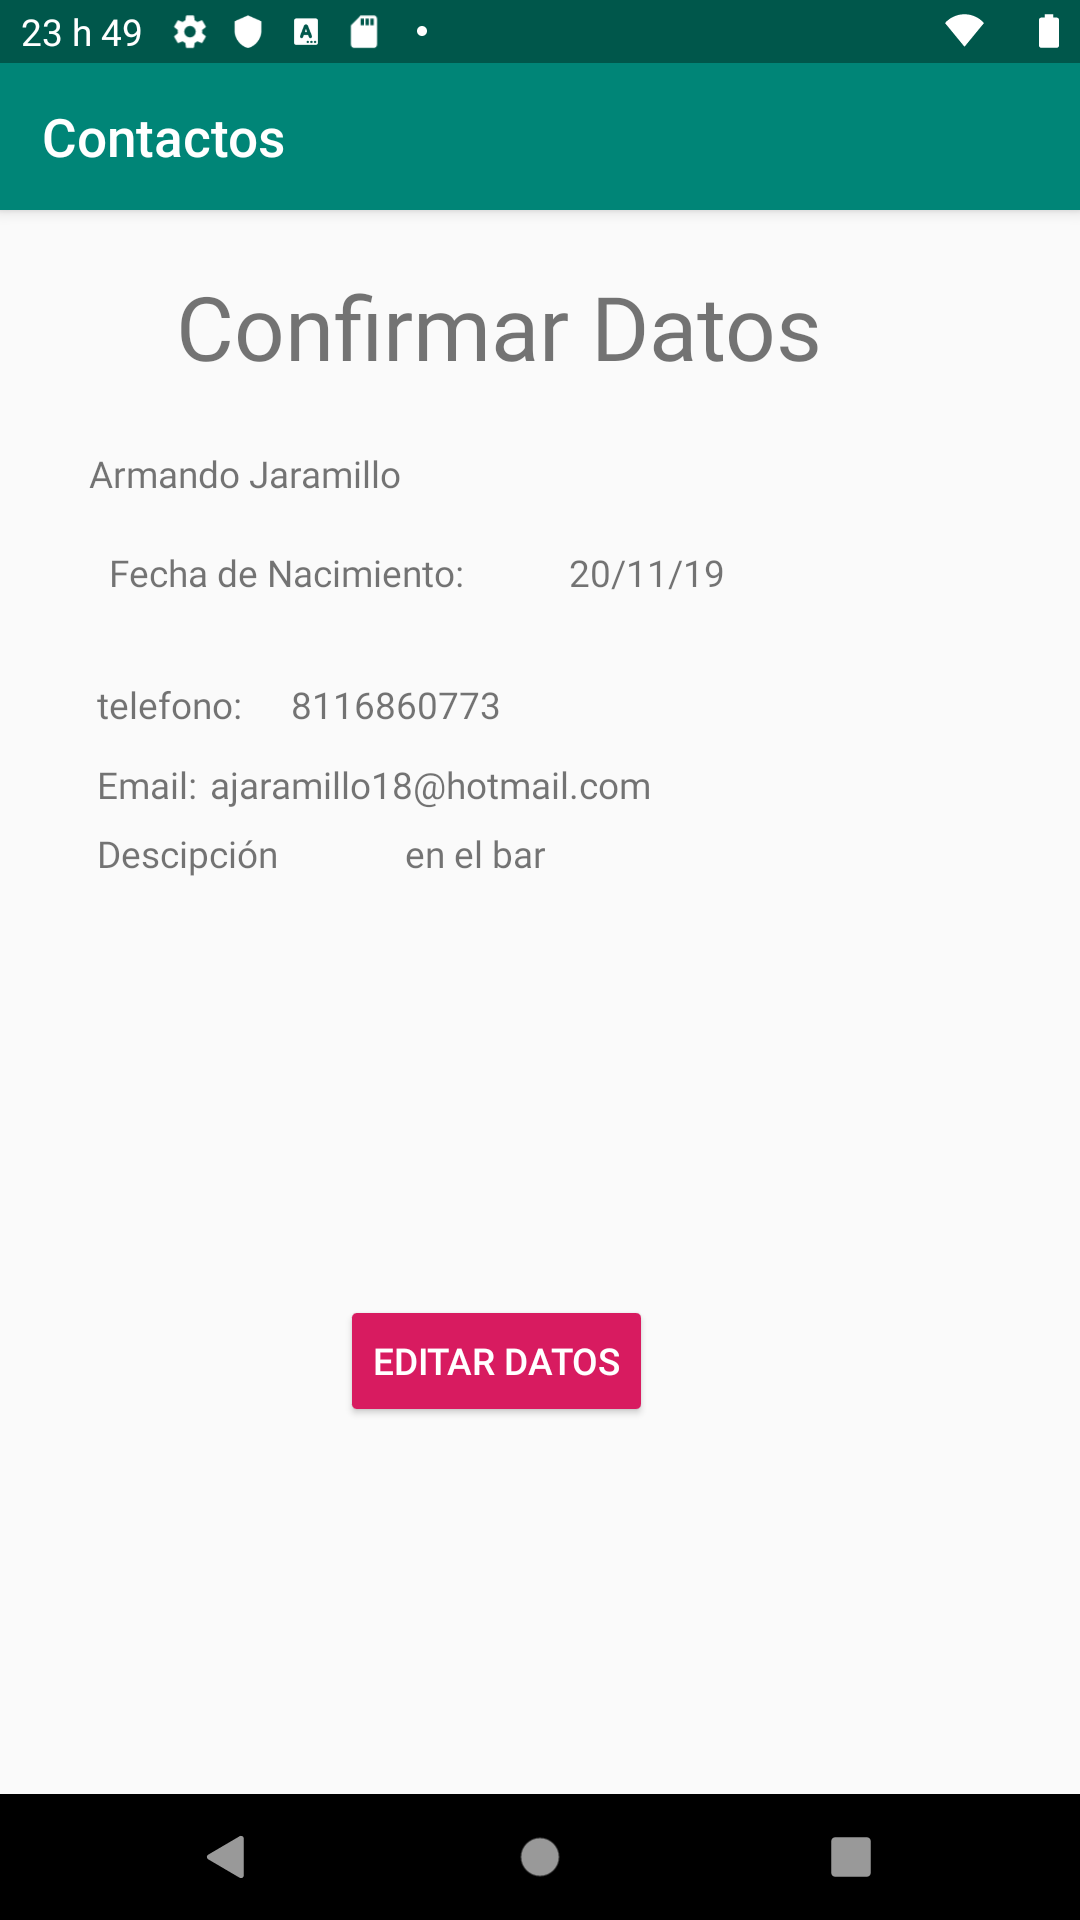 23 h 49
Contactos
Confirmar Datos
Armando Jaramillo
Fecha de Nacimiento: 20/11/19
telefono: 8116860773
Email: ajaramillo18@hotmail.com
Descipción en el bar
EDITAR DATOS